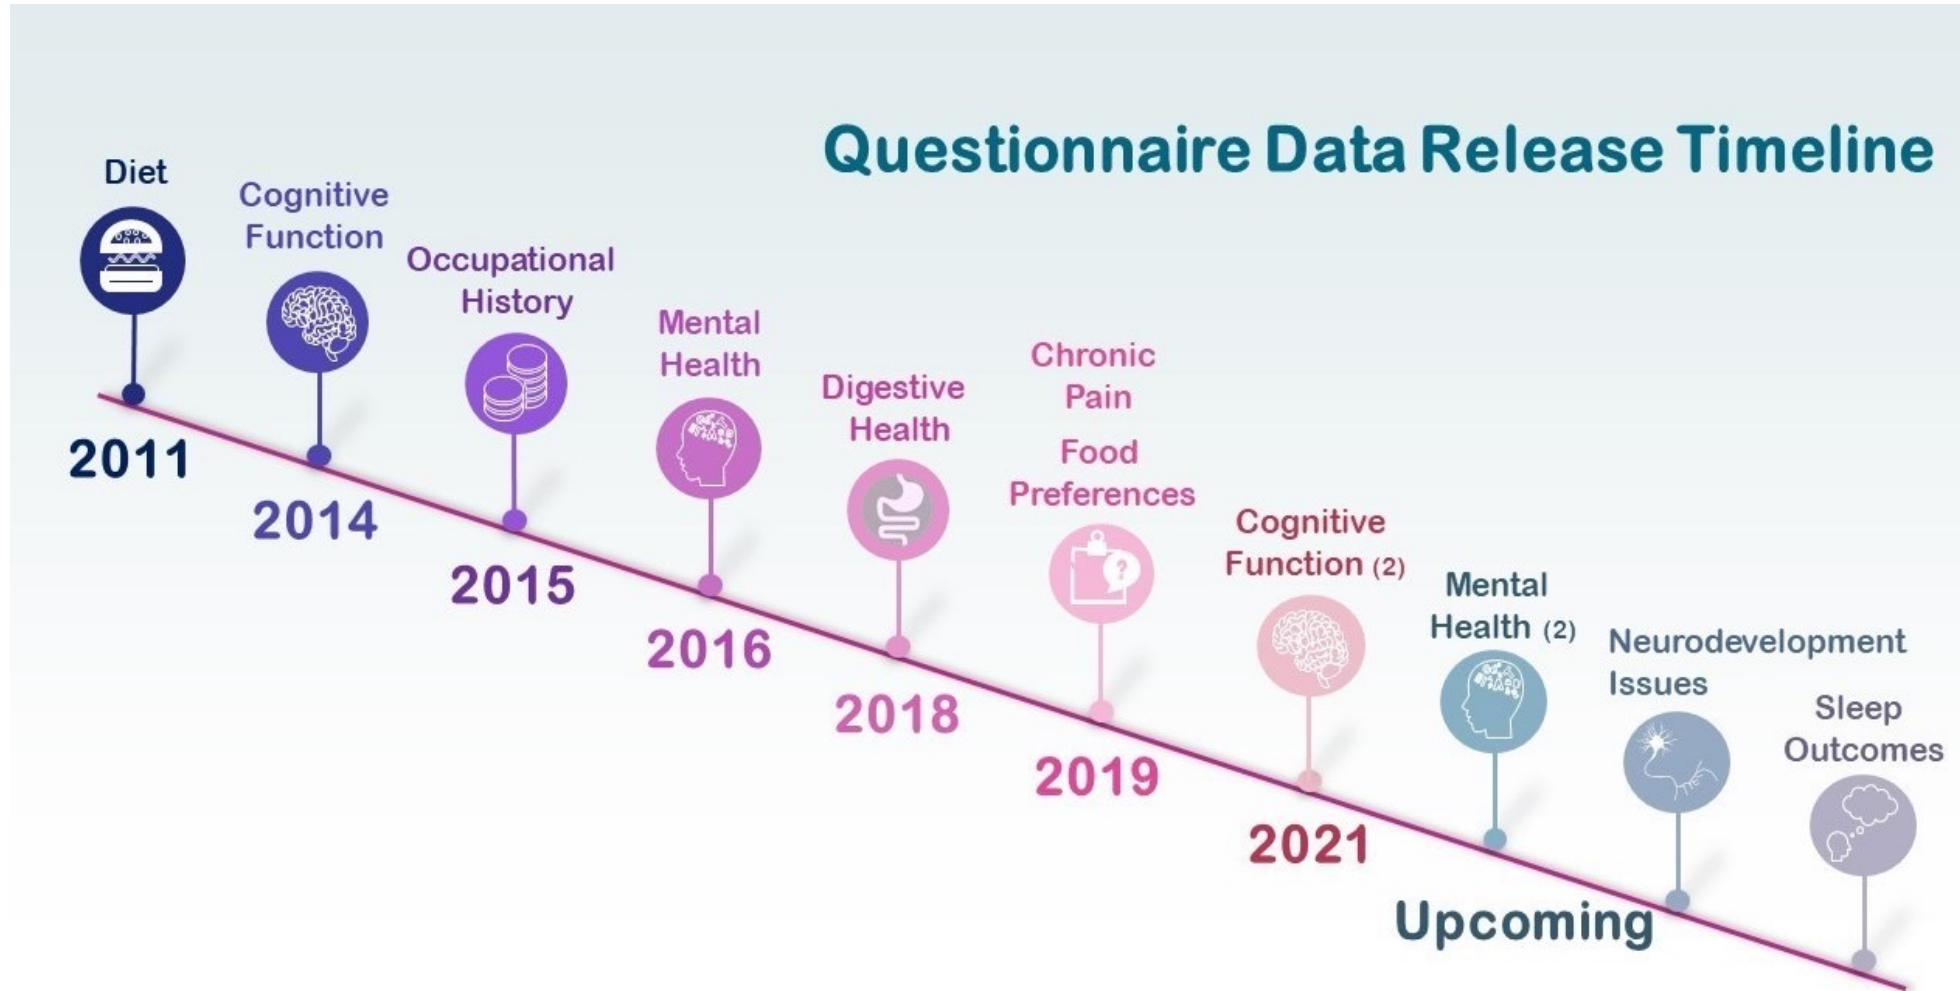 Questionnaire Data Release Timeline
Diet
2011
Cognitive
Function
2014
Occupational
History
2015
Mental
Health
2016
Digestive
Health
2018
Chronic
Pain
Food
Preferences
?
2019
Cognitive
Function (2)
2021
Mental
Health (2)
Neurodevelopment
Issues
Sleep
Outcomes
Upcoming